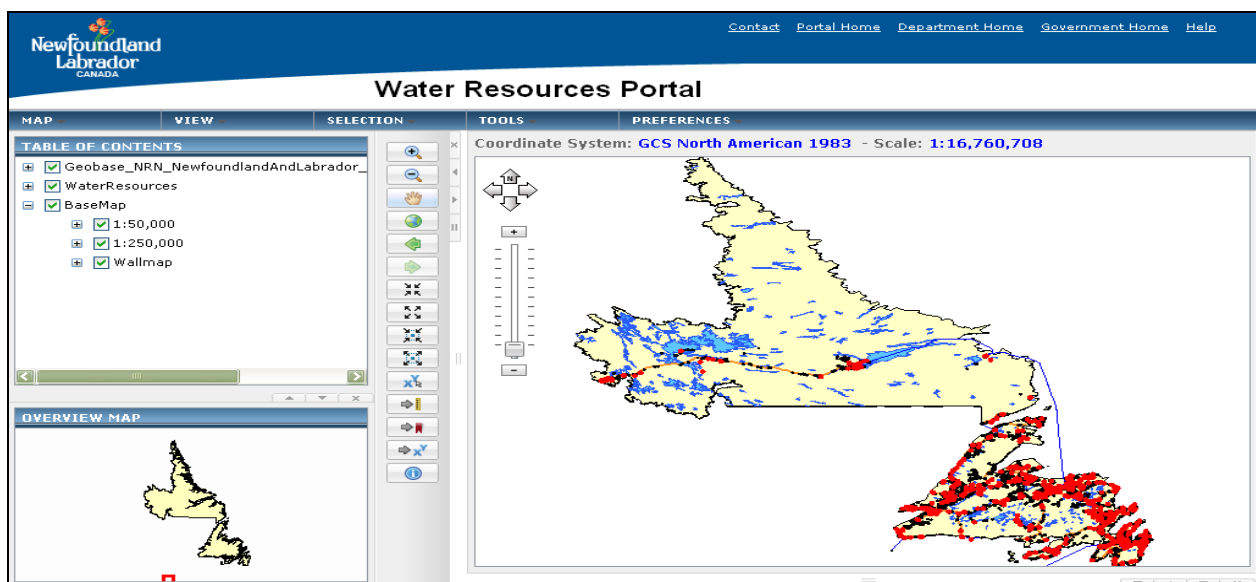 Contact Portal Home Department Home Government Home Help
Newfoundland
Labrador
CANADA
Water Resources Portal
MAP VIEW SELECTION TOOLS PREFERENCES
TABLE OF CONTENTS
Geobase_NRN_NewfoundlandAndLabrador_
WaterResources
BaseMap
1:50,000
1:250,000
Wallmap
OVERVIEW MAP
Coordinate System: GCS North American 1983 - Scale: 1:16,760,708
N